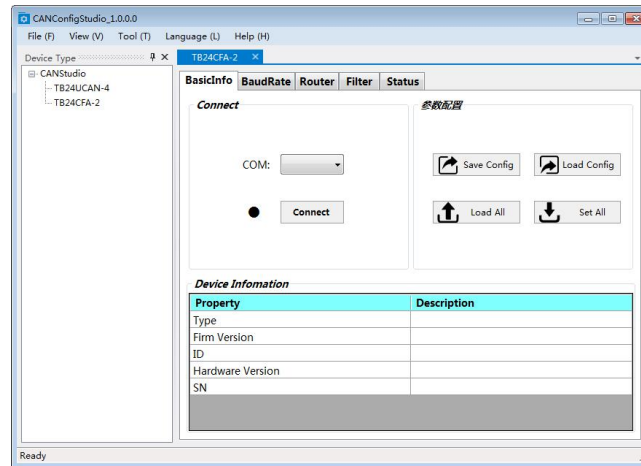 CANConfigStudio_1.0.0.0
File (F) View (V) Tool (T) Language (L) Help (H)
Device Type
TB24CFA-2
CANStudio
TB24UCAN-4
TB24CFA-2
BasicInfo BaudRate Router Filter Status
Connect
参数配置
COM:
Save Config Load Config
Connect
Load All Set All
Device Infomation
Property Description
Type
Firm Version
ID
Hardware Version
SN
Ready